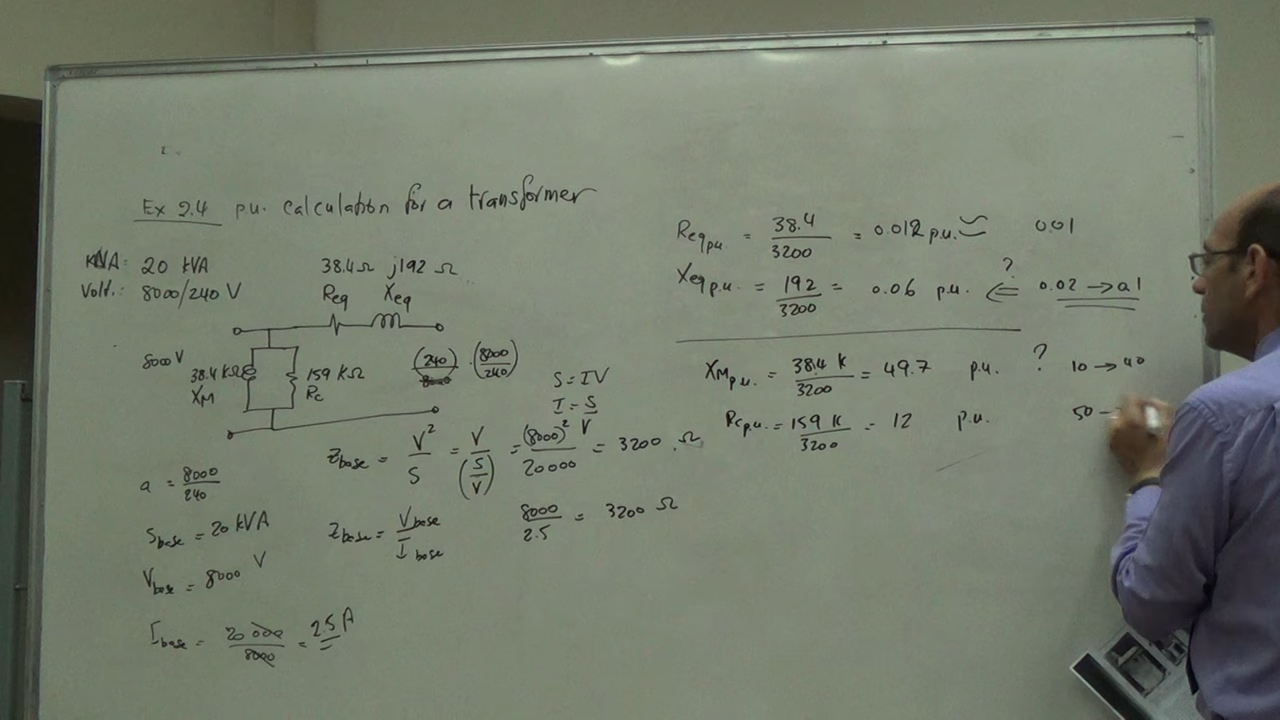 Ex 2.4 p.u. calculation for a transformer
kVA: 20 kVA
Volt.: 8000/240 V
38.4 Ω j192 Ω
Req Xeq
8000 V
38.4 KΩ
XM
159 KΩ
Rc
(240/8000) · (8000/240)
S = IV
I = S/V
Zbase = V²/S = V/(S/V) = (8000)²/20000 = 3200 Ω
a = 8000/240
Sbase = 20 kVA
Zbase = Vbase/Ibase
8000/2.5 = 3200 Ω
Vbase = 8000 V
Ibase = 20 000/8000 = 2.5 A
Req p.u. = 38.4/3200 = 0.012 p.u. ≈ 0.01
Xeq p.u. = 192/3200 = 0.06 p.u. ⇐ ? 0.02 → 0.1
XM p.u. = 38.4 k/3200 = 49.7 p.u. ? 10 → 40
Rc p.u. = 159 k/3200 = 12 p.u. 50 →